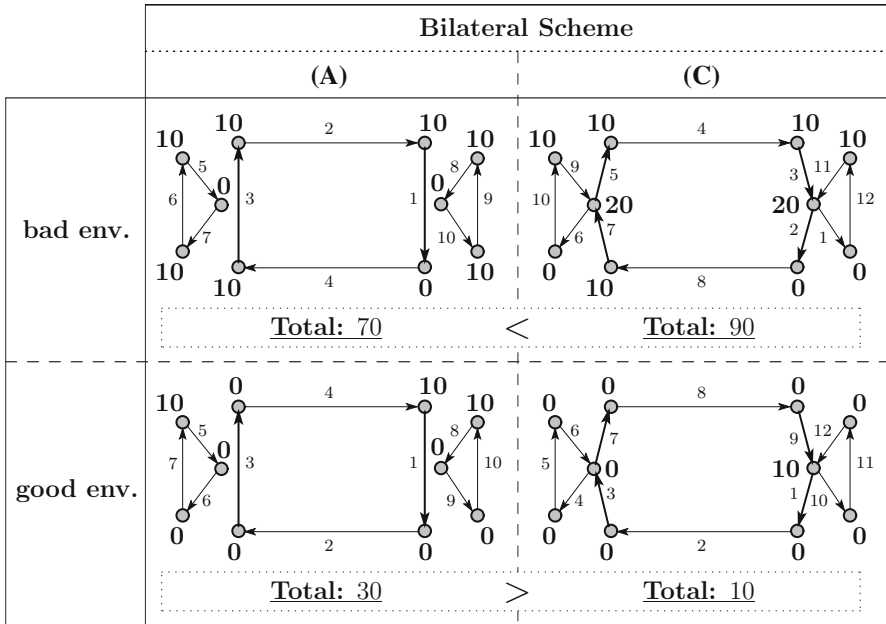 Bilateral Scheme
(A) (C)
10 10 10 10 10 10 10 10
2 4
5 8 9 11
0 0
6 3 1 9 10 5 3 12
20 20
7 10 6 7 2 1
4 8
10 10 0 10 0 10 0 0
bad env.
Total: 70 < Total: 90
0 10 0 0
10 10 0 0
4 8
5 8 6 7 9 12
0 0
7 3 1 10 5 11
0 10
6 9 4 3 1 10
2 2
0 0 0 0 0 0 0 0
good env.
Total: 30 > Total: 10